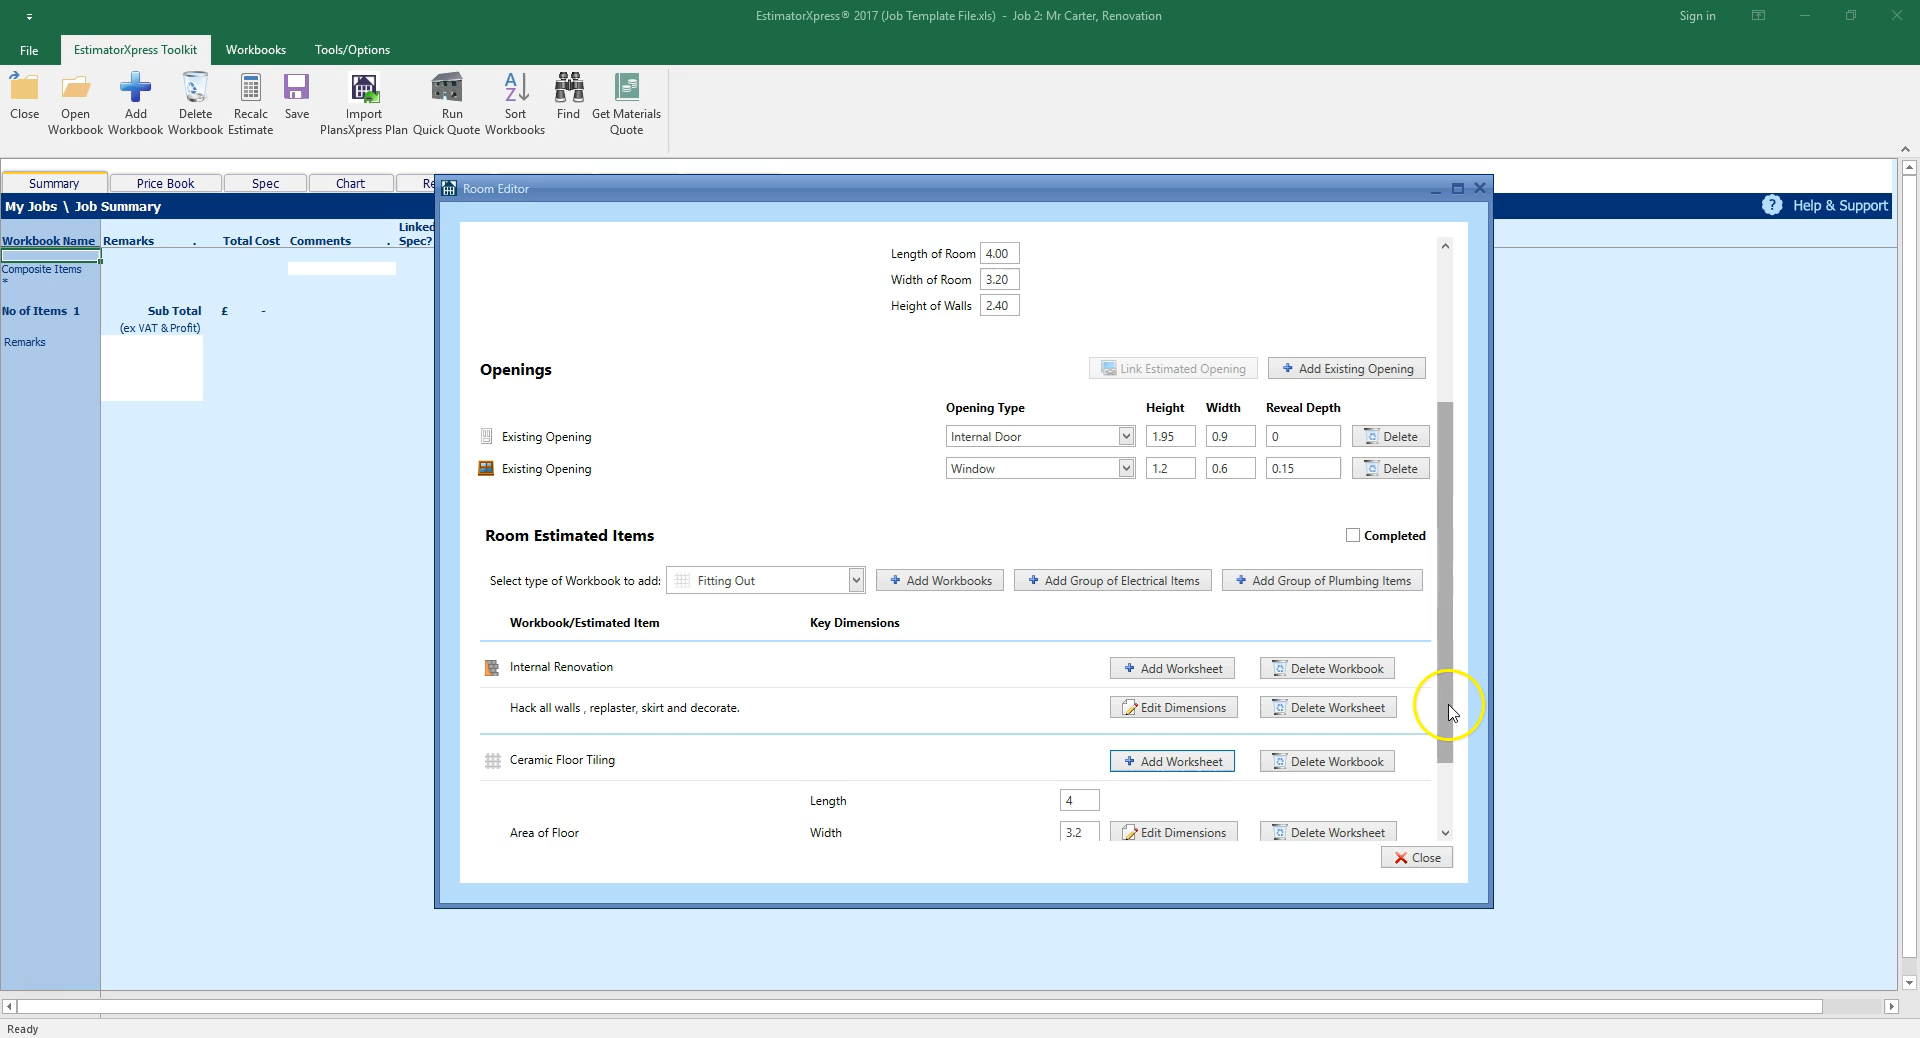 EstimatorXpress® 2017 (Job Template File.xls) - Job 2: Mr Carter, Renovation
Sign in
File
EstimatorXpress Toolkit
Workbooks
Tools/Options
Close
Open Workbook
Add Workbook
Delete Workbook
Recalc Estimate
Save
Import PlansXpress Plan
Run Quick Quote
Sort Workbooks
Find
Get Materials Quote
Summary
Price Book
Spec
Chart
Room Editor
My Jobs \ Job Summary
? Help & Support
Workbook Name
Remarks .
Total Cost
Comments .
Linked Spec?
Composite Items
*
No of Items 1
Sub Total £ -
(ex VAT & Profit)
Remarks
Length of Room 4.00
Width of Room 3.20
Height of Walls 2.40
Openings
Link Estimated Opening
Add Existing Opening
Opening Type Height Width Reveal Depth
Existing Opening Internal Door 1.95 0.9 0 Delete
Existing Opening Window 1.2 0.6 0.15 Delete
Room Estimated Items
Completed
Select type of Workbook to add: Fitting Out
Add Workbooks
Add Group of Electrical Items
Add Group of Plumbing Items
Workbook/Estimated Item Key Dimensions
Internal Renovation Add Worksheet Delete Workbook
Hack all walls , replaster, skirt and decorate. Edit Dimensions Delete Worksheet
Ceramic Floor Tiling Add Worksheet Delete Workbook
Length 4
Area of Floor Width 3.2 Edit Dimensions Delete Worksheet
Close
Ready